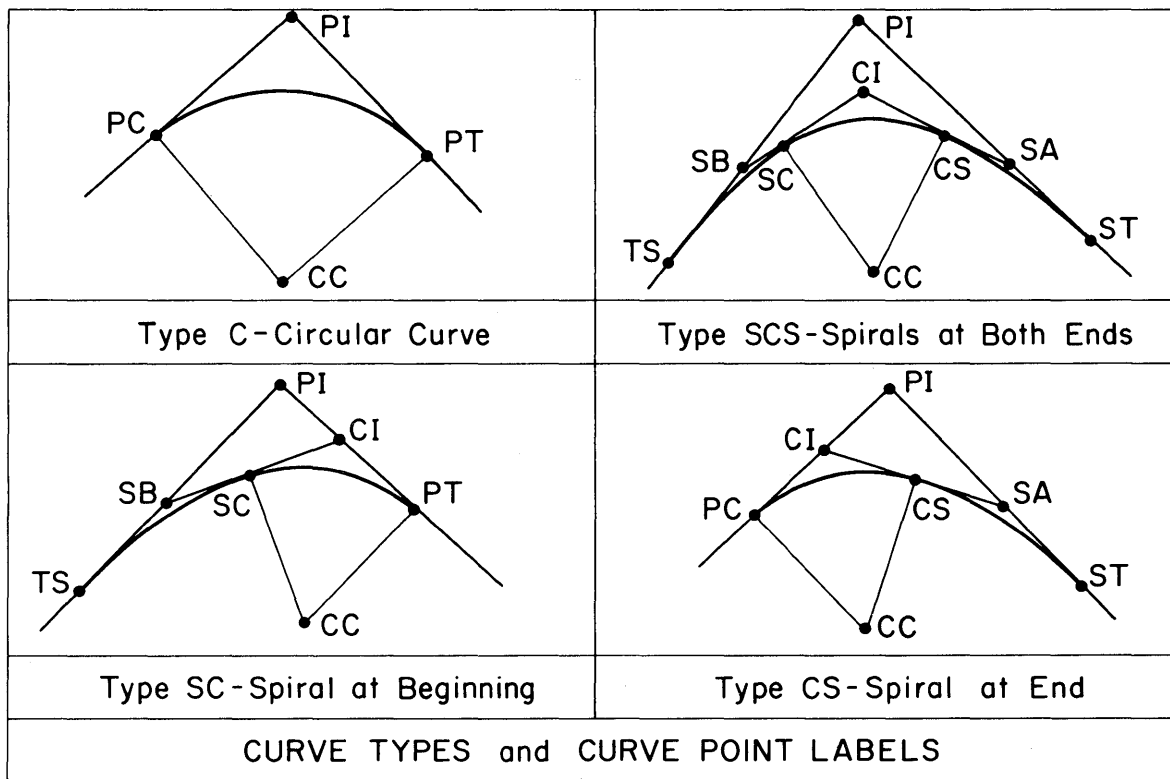 PI
PC
PT
CC
Type C-Circular Curve
PI
CI
SB
SC
CS
SA
TS
ST
CC
Type SCS-Spirals at Both Ends
PI
CI
SB
SC
PT
TS
CC
Type SC-Spiral at Beginning
PI
CI
PC
CS
SA
ST
CC
Type CS-Spiral at End
CURVE TYPES and CURVE POINT LABELS